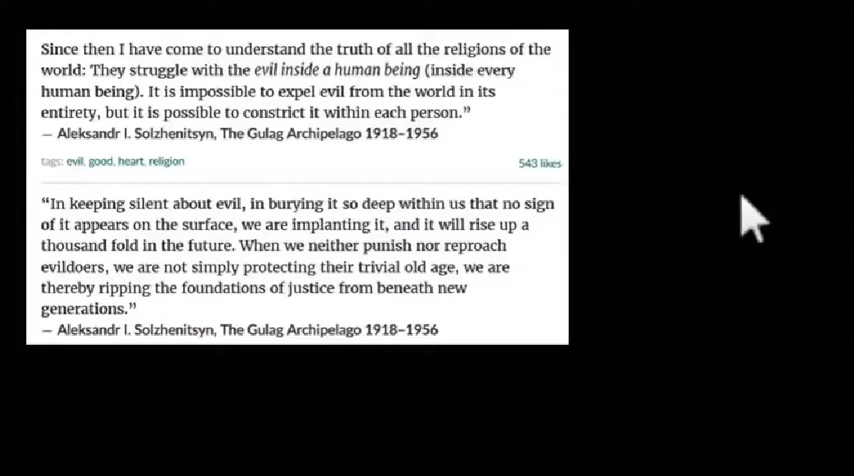 Since then I have come to understand the truth of all the religions of the
world: They struggle with the evil inside a human being (inside every
human being). It is impossible to expel evil from the world in its
entirety, but it is possible to constrict it within each person.”
— Aleksandr I. Solzhenitsyn, The Gulag Archipelago 1918–1956
tags: evil, good, heart, religion 543 likes
“In keeping silent about evil, in burying it so deep within us that no sign
of it appears on the surface, we are implanting it, and it will rise up a
thousand fold in the future. When we neither punish nor reproach
evildoers, we are not simply protecting their trivial old age, we are
thereby ripping the foundations of justice from beneath new
generations.”
— Aleksandr I. Solzhenitsyn, The Gulag Archipelago 1918–1956